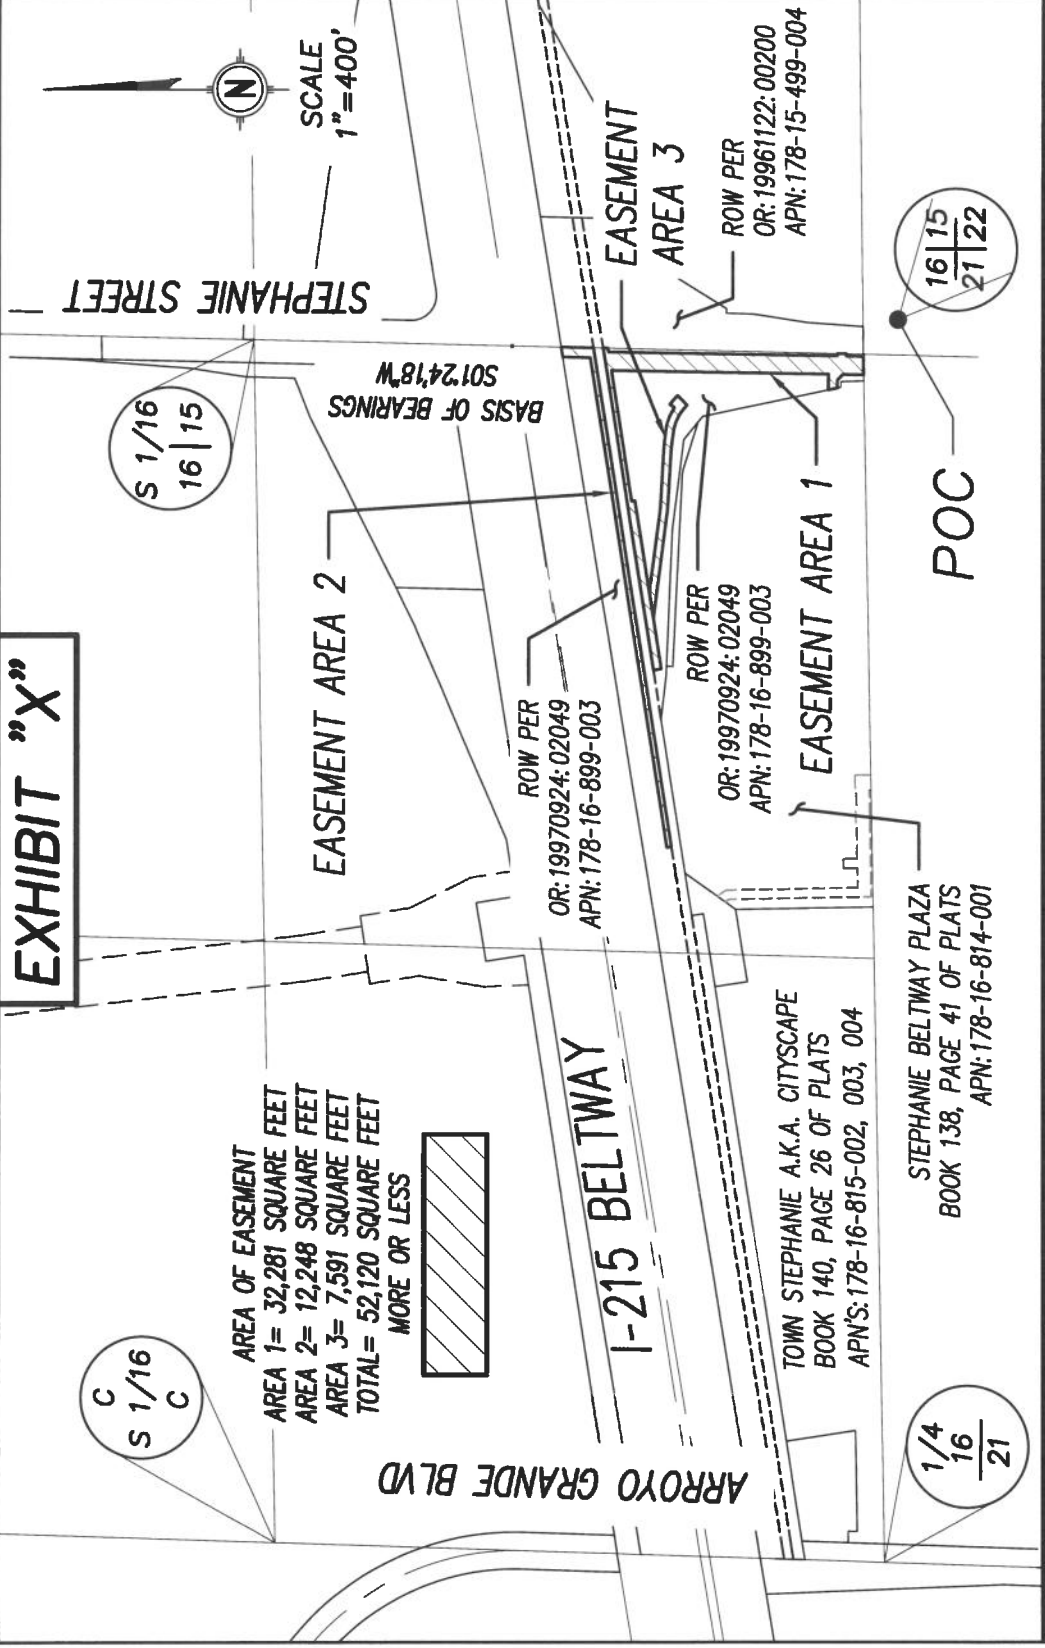 EXHIBIT "X"
N
SCALE
1"=400'
STEPHANIE STREET
S 1/16
16 15
BASIS OF BEARINGS
S01°24'18"W
EASEMENT AREA 2
C
S 1/16
C
AREA OF EASEMENT
AREA 1= 32,281 SQUARE FEET
AREA 2= 12,248 SQUARE FEET
AREA 3= 7,591 SQUARE FEET
TOTAL= 52,120 SQUARE FEET
MORE OR LESS
ROW PER
OR:19970924:02049
APN:178-16-899-003
EASEMENT
AREA 3
ROW PER
OR:19961122:00200
APN:178-15-499-004
I-215 BELTWAY
ARROYO GRANDE BLVD
ROW PER
OR:19970924:02049
APN:178-16-899-003
EASEMENT AREA 1
TOWN STEPHANIE A.K.A. CITYSCAPE
BOOK 140, PAGE 26 OF PLATS
APN'S:178-16-815-002, 003, 004
STEPHANIE BELTWAY PLAZA
BOOK 138, PAGE 41 OF PLATS
APN:178-16-814-001
POC
16 15
21 22
1/4
16
21